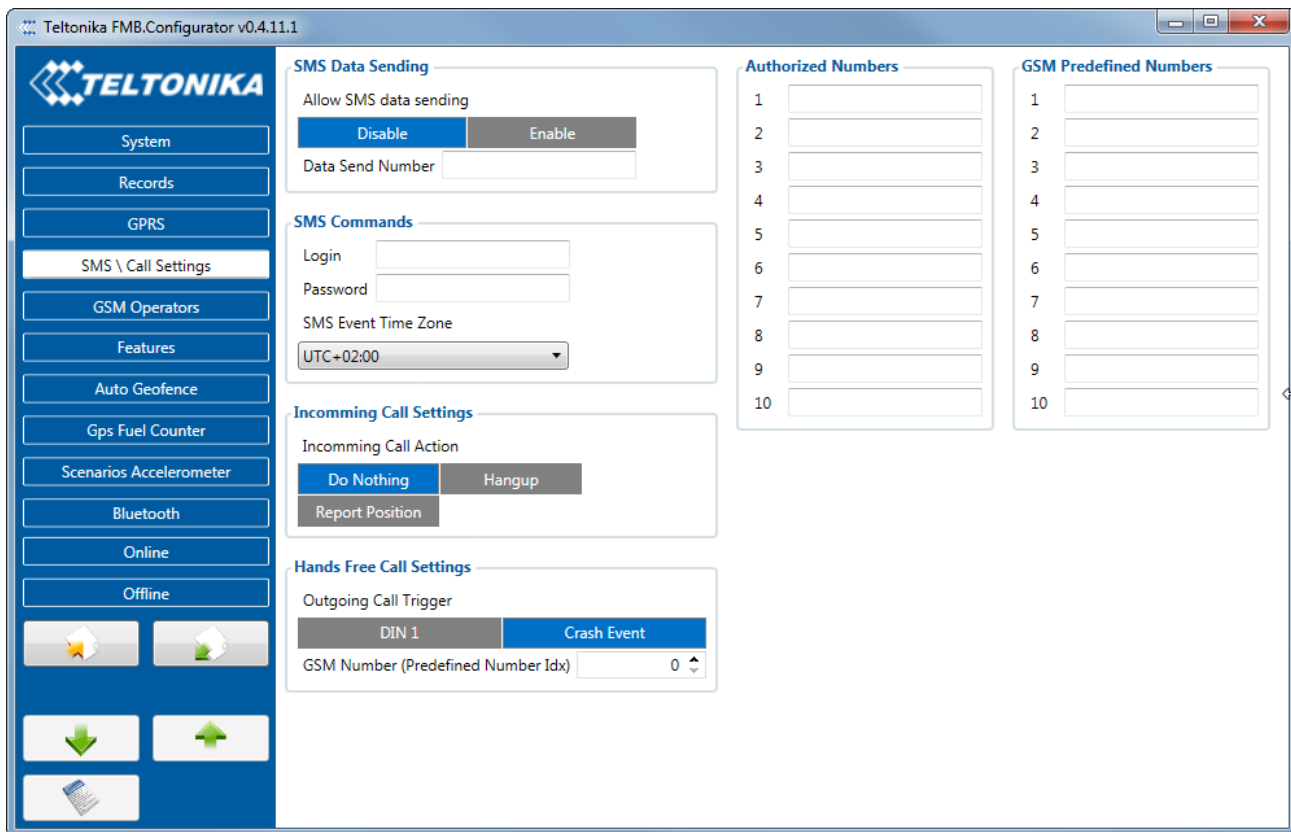 Teltonika FMB.Configurator v0.4.11.1
TELTONIKA
System
Records
GPRS
SMS \ Call Settings
GSM Operators
Features
Auto Geofence
Gps Fuel Counter
Scenarios Accelerometer
Bluetooth
Online
Offline
SMS Data Sending
Allow SMS data sending
Disable Enable
Data Send Number
SMS Commands
Login
Password
SMS Event Time Zone
UTC+02:00
Incomming Call Settings
Incomming Call Action
Do Nothing Hangup
Report Position
Hands Free Call Settings
Outgoing Call Trigger
DIN 1 Crash Event
GSM Number (Predefined Number Idx) 0
Authorized Numbers
1
2
3
4
5
6
7
8
9
10
GSM Predefined Numbers
1
2
3
4
5
6
7
8
9
10